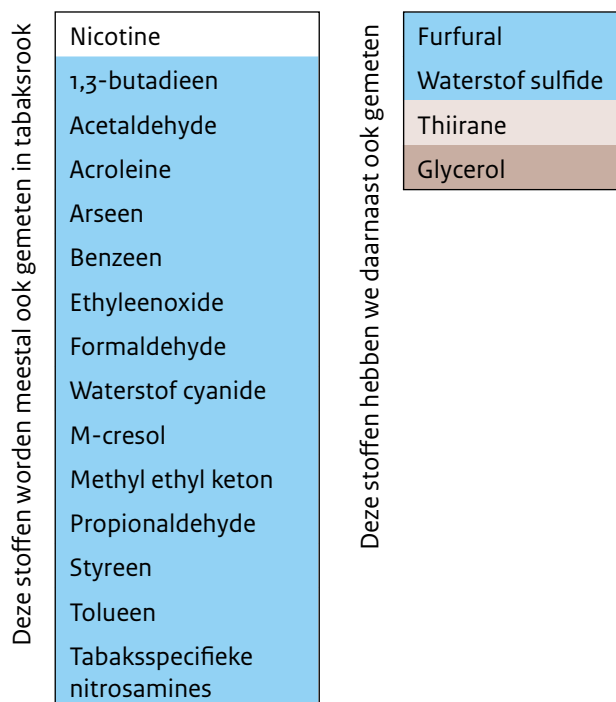 Deze stoffen worden meestal ook gemeten in tabaksrook
Nicotine
1,3-butadieen
Acetaldehyde
Acroleine
Arseen
Benzeen
Ethyleenoxide
Formaldehyde
Waterstof cyanide
M-cresol
Methyl ethyl keton
Propionaldehyde
Styreen
Tolueen
Tabaksspecifieke
nitrosamines
Deze stoffen hebben we daarnaast ook gemeten
Furfural
Waterstof sulfide
Thiirane
Glycerol